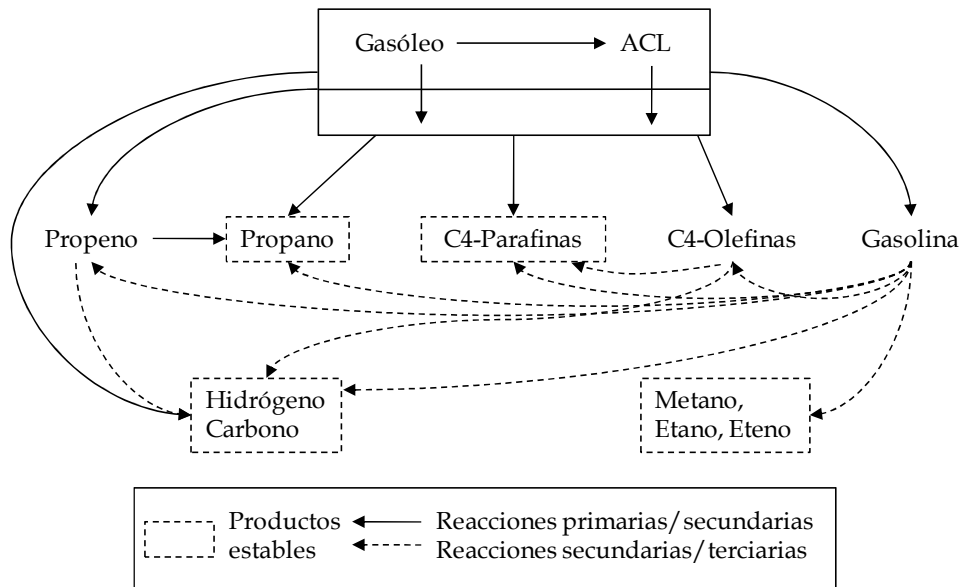 Gasóleo ACL
Propeno Propano C4-Parafinas C4-Olefinas Gasolina
Hidrógeno
Carbono
Metano,
Etano, Eteno
Productos
estables
Reacciones primarias/secundarias
Reacciones secundarias/terciarias